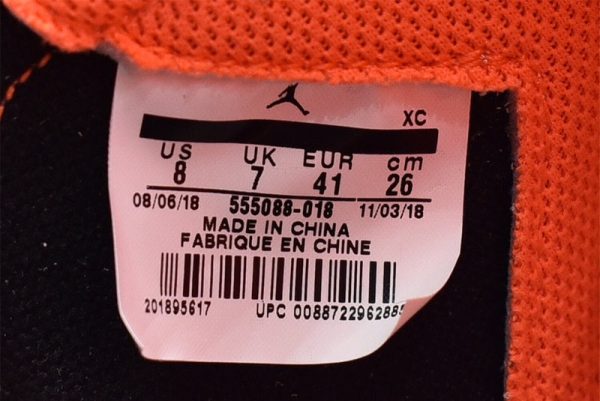 XC
US UK EUR cm
8 7 41 26
08/06/18 555088-018 11/03/18
MADE IN CHINA
FABRIQUE EN CHINE
201895617 UPC 0088722962885